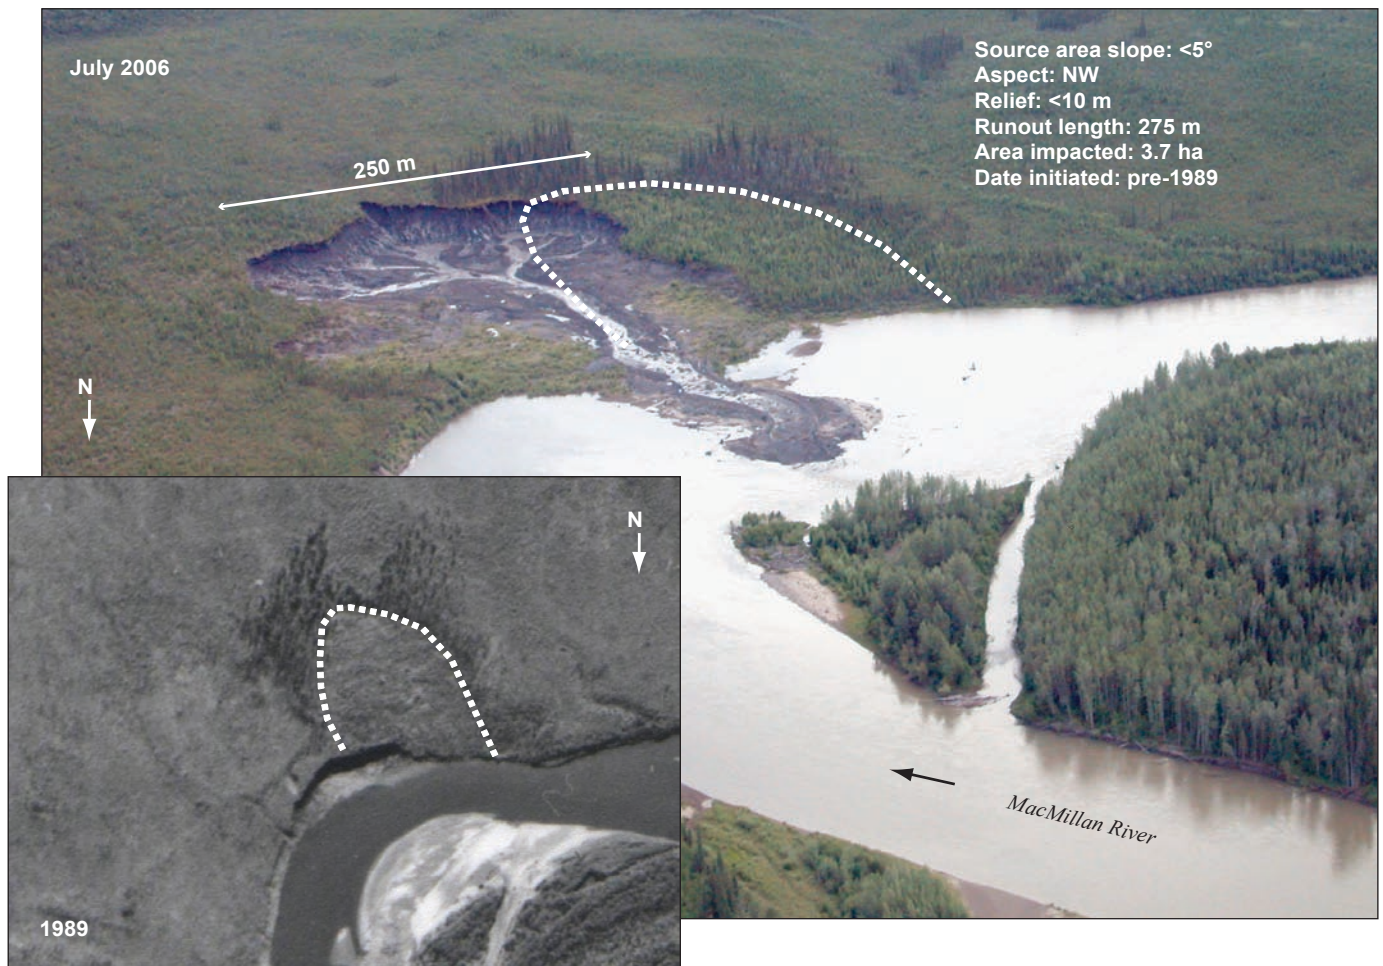 July 2006
Source area slope: <5°
Aspect: NW
Relief: <10 m
Runout length: 275 m
Area impacted: 3.7 ha
Date initiated: pre-1989
250 m
N
N
MacMillan River
1989